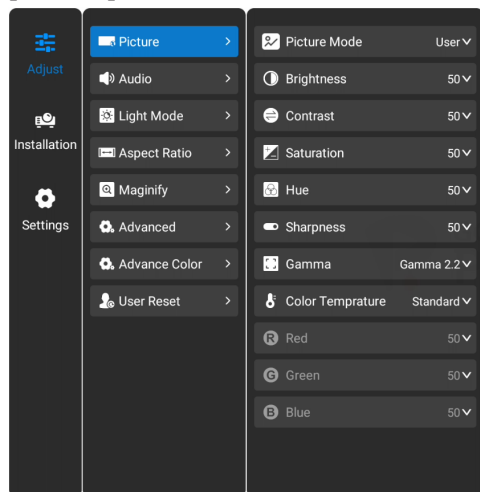 Adjust
Installation
Settings
Picture
Audio
Light Mode
Aspect Ratio
Maginify
Advanced
Advance Color
User Reset
Picture Mode User
Brightness 50
Contrast 50
Saturation 50
Hue 50
Sharpness 50
Gamma Gamma 2.2
Color Temprature Standard
R Red 50
G Green 50
B Blue 50